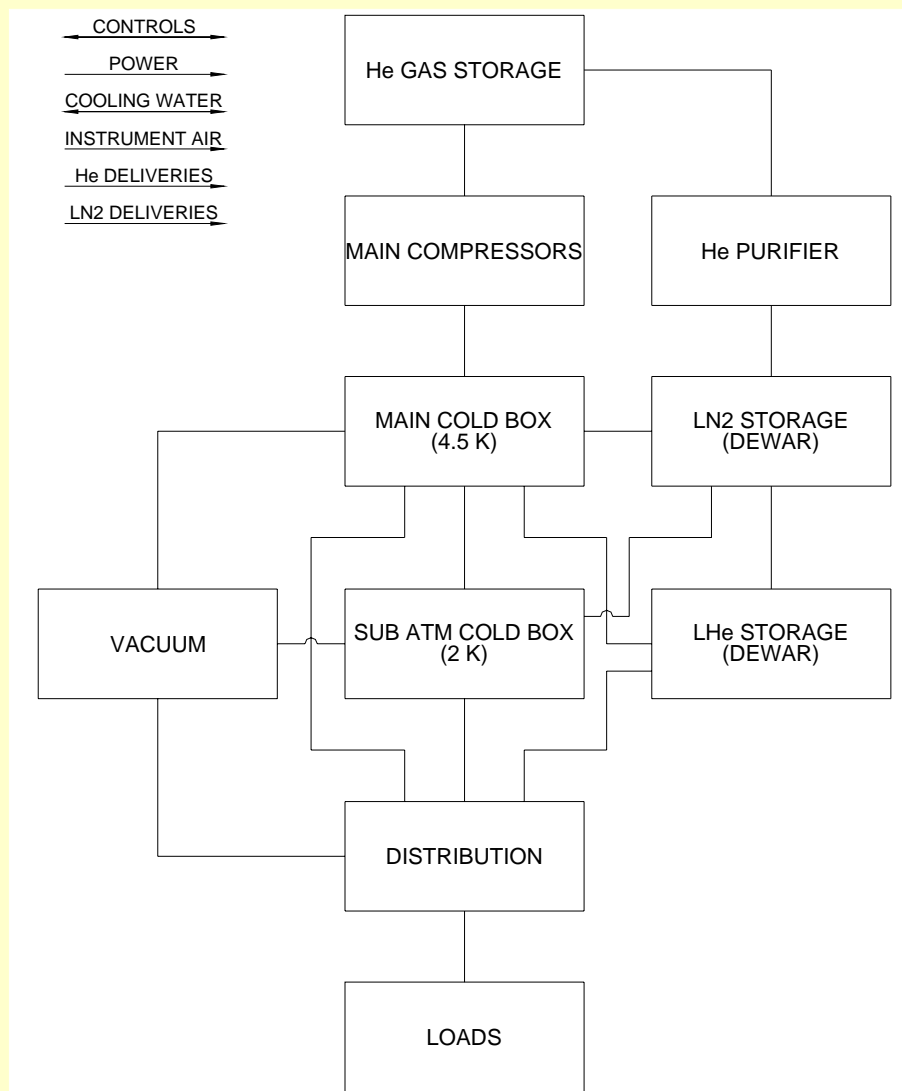 CONTROLS
POWER
COOLING WATER
INSTRUMENT AIR
He DELIVERIES
LN2 DELIVERIES
He GAS STORAGE
MAIN COMPRESSORS
He PURIFIER
MAIN COLD BOX
(4.5 K)
LN2 STORAGE
(DEWAR)
VACUUM
SUB ATM COLD BOX
(2 K)
LHe STORAGE
(DEWAR)
DISTRIBUTION
LOADS